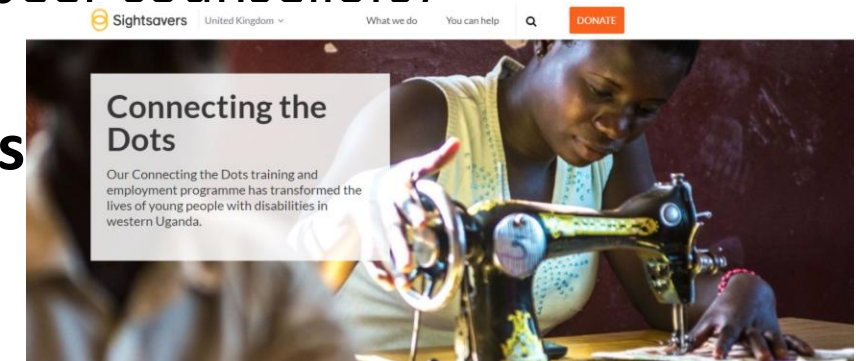 Sightsavers United Kingdom What we do You can help DONATE
Connecting the
Dots
s
Our Connecting the Dots training and
employment programme has transformed the
lives of young people with disabilities in
western Uganda.